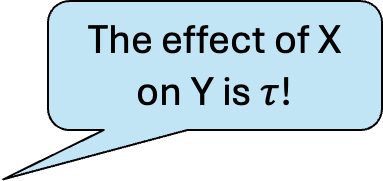 The effect of X
on Y is τ!